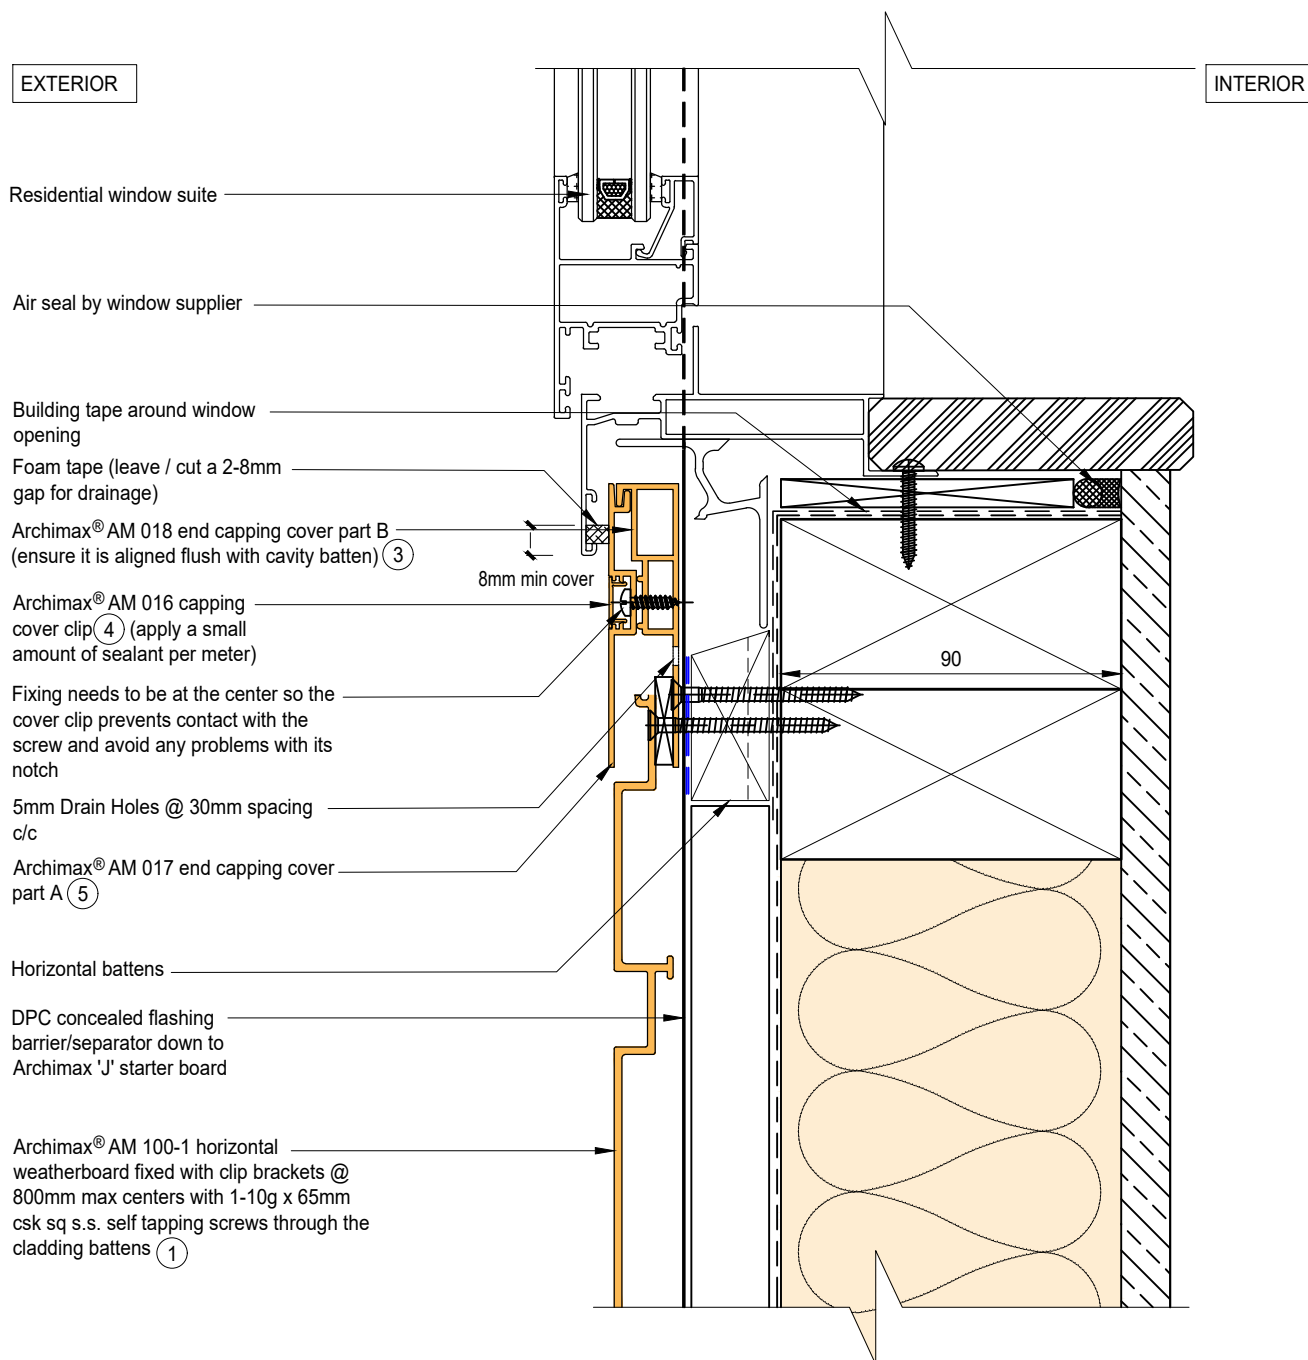 EXTERIOR
INTERIOR
Residential window suite
Air seal by window supplier
Building tape around window
opening
Foam tape (leave / cut a 2-8mm
gap for drainage)
Archimax® AM 018 end capping cover part B
(ensure it is aligned flush with cavity batten) 3
8mm min cover
Archimax® AM 016 capping
cover clip 4 (apply a small
amount of sealant per meter)
90
Fixing needs to be at the center so the
cover clip prevents contact with the
screw and avoid any problems with its
notch
5mm Drain Holes @ 30mm spacing
c/c
Archimax® AM 017 end capping cover
part A 5
Horizontal battens
DPC concealed flashing
barrier/separator down to
Archimax 'J' starter board
Archimax® AM 100-1 horizontal
weatherboard fixed with clip brackets @
800mm max centers with 1-10g x 65mm
csk sq s.s. self tapping screws through the
cladding battens 1